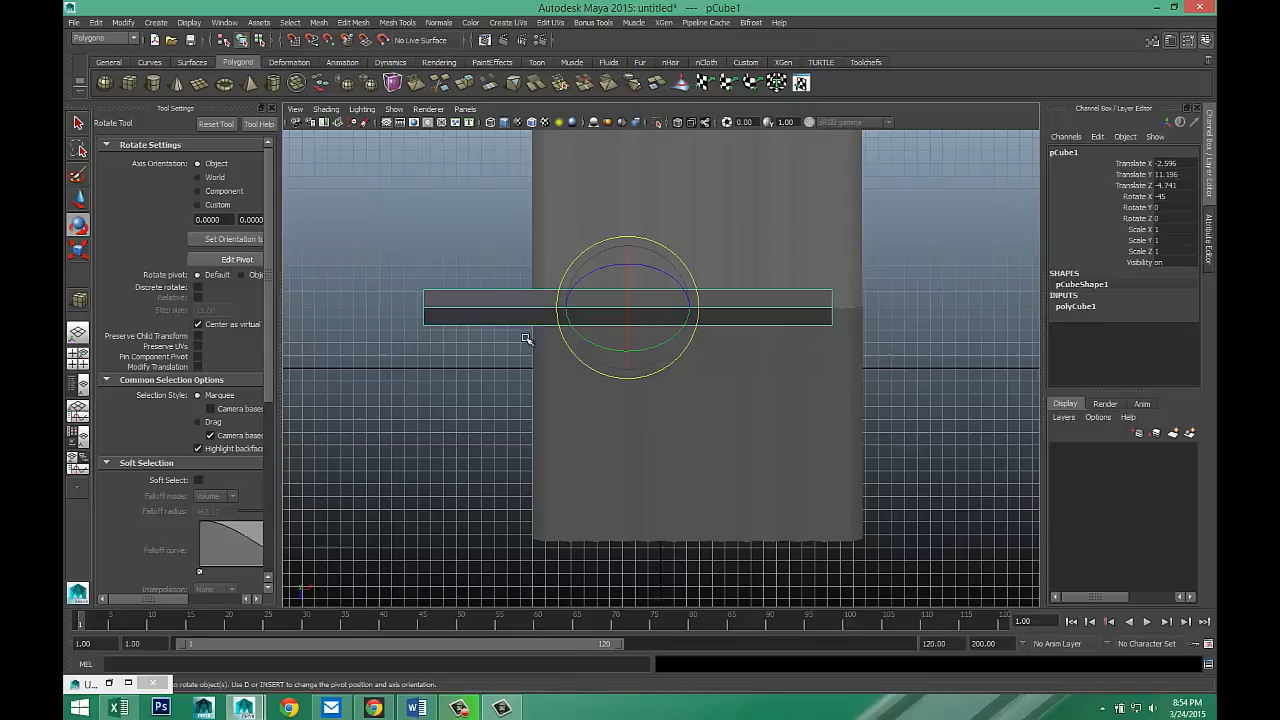 Autodesk Maya 2015: untitled* --- pCube1
File Edit Modify Create Display Window Assets Select Mesh Edit Mesh Mesh Tools Normals Color Create UVs Edit UVs Bonus Tools Muscle XGen Pipeline Cache Bifrost Help
Polygons No Live Surface
General Curves Surfaces Polygons Deformation Animation Dynamics Rendering PaintEffects Toon Muscle Fluids Fur nHair nCloth Custom XGen TURTLE Toolchefs
Tool Settings
Rotate Tool Reset Tool Tool Help
Rotate Settings
Axis Orientation: Object
World
Component
Custom
0.0000 0.0000
Set Orientation to
Edit Pivot
Rotate pivot: Default Obje
Discrete rotate:
Relative:
Step size: 15.00
Center as virtual
Preserve Child Transform
Preserve UVs
Pin Component Pivot
Modify Translation
Common Selection Options
Selection Style: Marquee
Camera based
Drag
Camera based
Highlight backfac
Soft Selection
Soft Select:
Falloff mode: Volume
Falloff radius:
Falloff curve:
Interpolation: None
View Shading Lighting Show Renderer Panels
0.00 1.00 sRGB gamma
Channel Box / Layer Editor
Channels Edit Object Show
pCube1
Translate X -2.596
Translate Y 11.196
Translate Z -4.741
Rotate X -45
Rotate Y 0
Rotate Z 0
Scale X 1
Scale Y 1
Scale Z 1
Visibility on
SHAPES
pCubeShape1
INPUTS
polyCube1
Channel Box / Layer Editor
Attribute Editor
Display Render Anim
Layers Options Help
5 10 15 20 25 30 35 40 45 50 55 60 65 70 75 80 85 90 95 100 105 110 115 120
1
1.00
1.00 1.00 1 120 120.00 200.00 No Anim Layer No Character Set
MEL
U...
to rotate object(s). Use D or INSERT to change the pivot position and axis orientation.
8:54 PM
3/24/2015